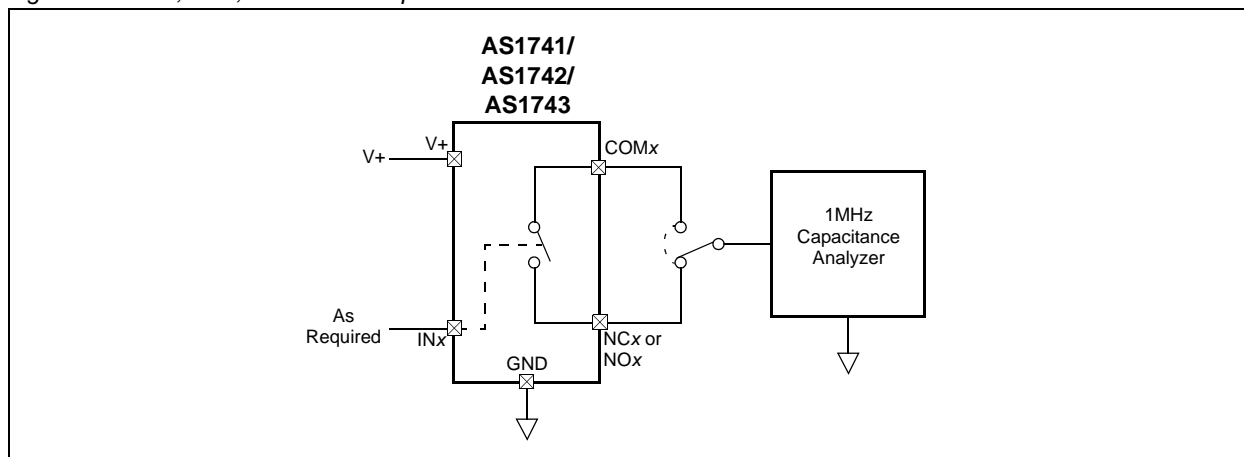 AS1741/
AS1742/
AS1743
V+
V+
COMx
1MHz
Capacitance
Analyzer
As
Required
INx
NCx or
NOx
GND